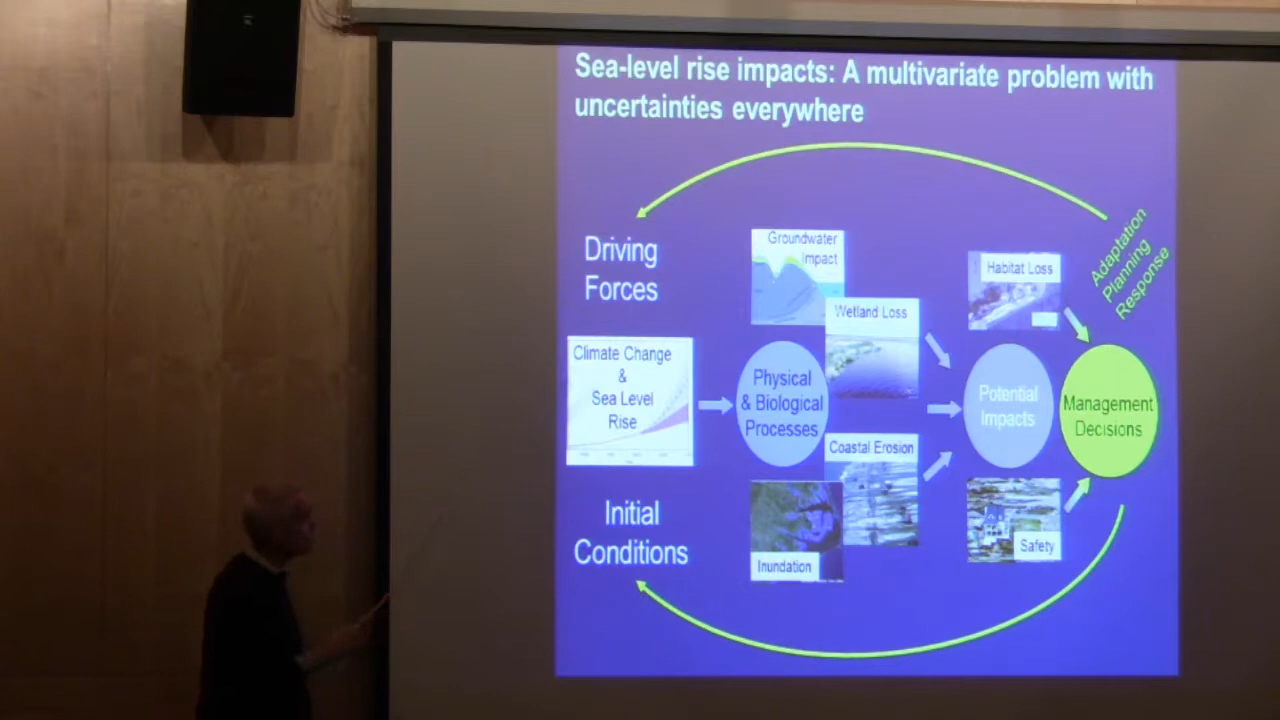 Sea-level rise impacts: A multivariate problem with
uncertainties everywhere
Driving
Forces
Groundwater
Impact
Wetland Loss
Habitat Loss
Adaptation
Planning
Response
Climate Change
&
Sea Level
Rise
Physical
& Biological
Processes
Potential
Impacts
Management
Decisions
Coastal Erosion
Initial
Conditions
Inundation
Safety